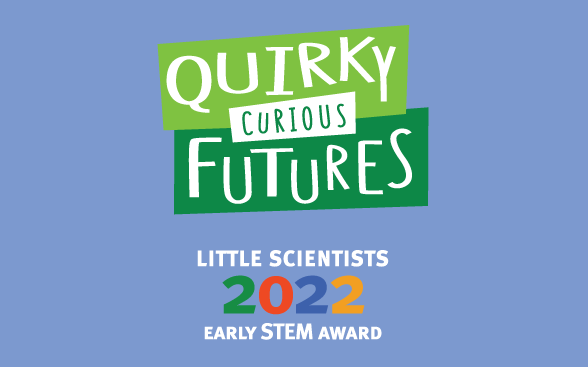 QUIRKY
CURIOUS
FUTURES
LITTLE SCIENTISTS
2022
EARLY STEM AWARD